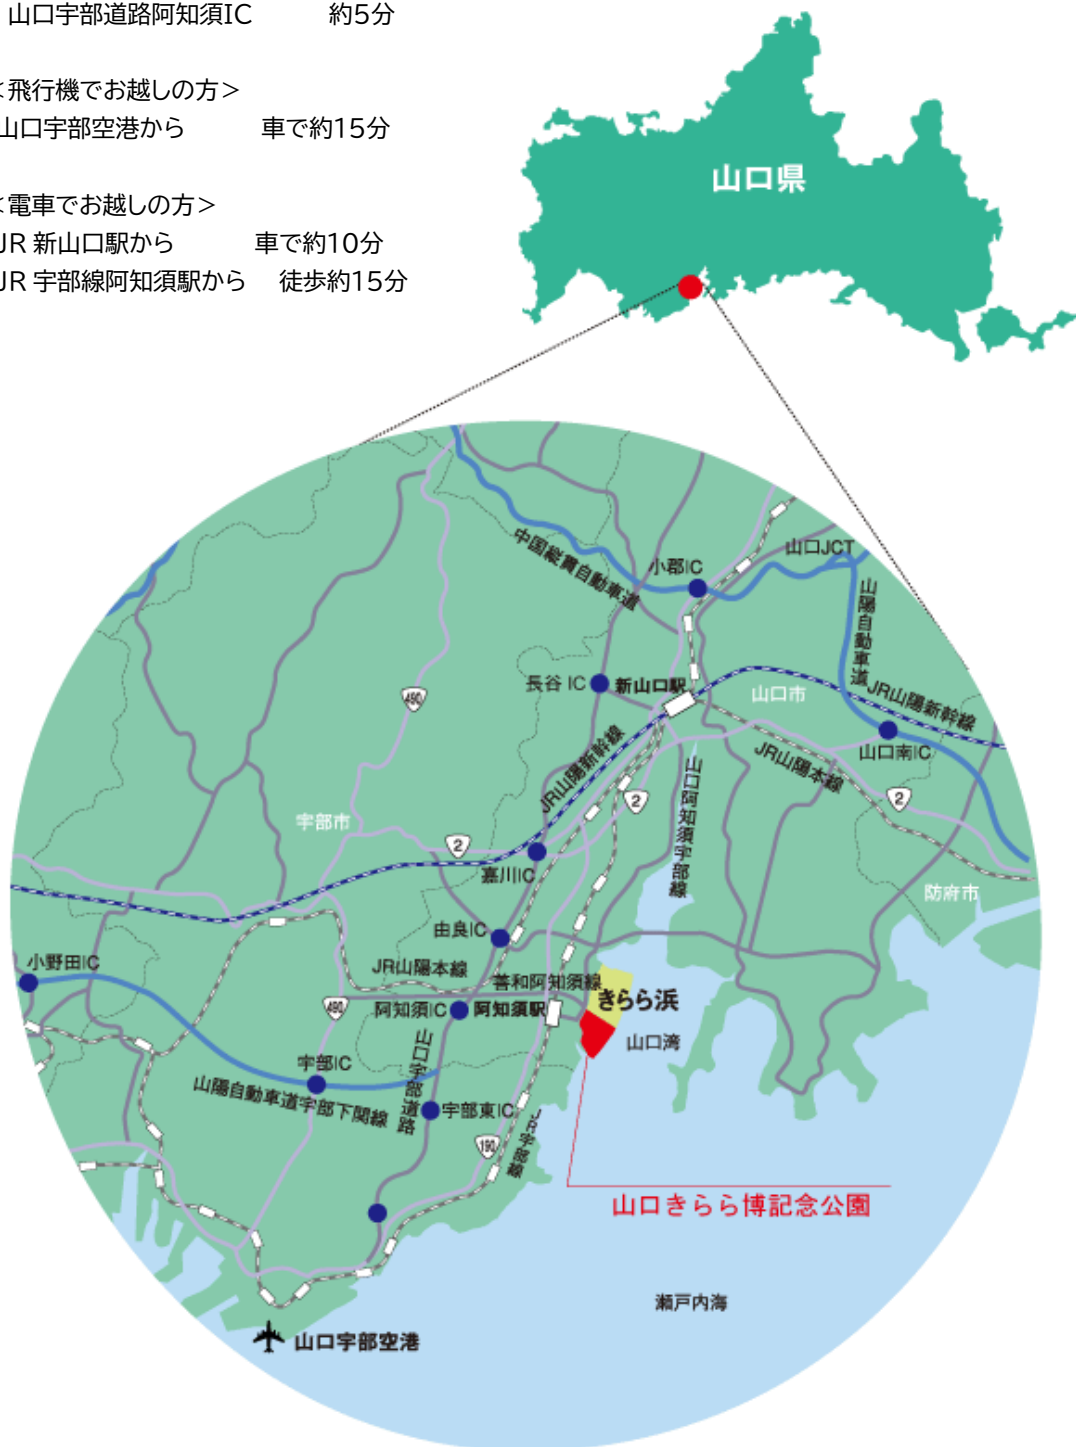 山口宇部道路阿知須IC 約5分
<飛行機でお越しの方>
山口宇部空港から 車で約15分
<電車でお越しの方>
JR 新山口駅から 車で約10分
JR 宇部線阿知須駅から 徒歩約15分
山口県
中国縦貫自動車道
小郡IC
山口JCT
山陽自動車道
長谷 IC
新山口駅
山口市
JR山陽新幹線
490
山口南IC
JR山陽新幹線
JR山陽本線
2
2
山口阿知須宇部線
宇部市
2
嘉川IC
防府市
由良IC
小野田IC
JR山陽本線
善和阿知須線
きらら浜
490
阿知須IC
阿知須駅
山口湾
山口宇部道路
宇部IC
山陽自動車道宇部下関線
宇部東IC
190
JR宇部線
山口きらら博記念公園
瀬戸内海
山口宇部空港